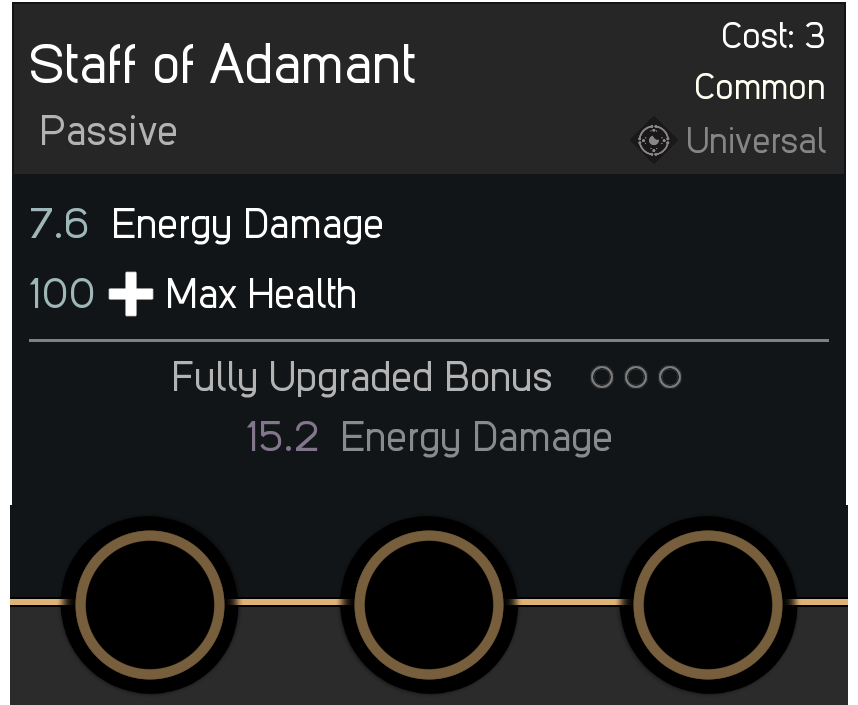 Staff of Adamant
Cost: 3
Common
Passive
Universal
7.6 Energy Damage
100 Max Health
Fully Upgraded Bonus
15.2 Energy Damage